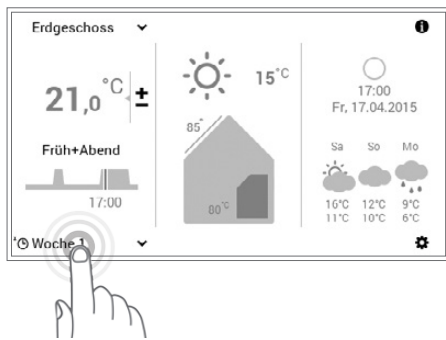 Erdgeschoss
21,0 °C ±
Früh+Abend
17:00
Woche 1
15°C
85°
80°C
17:00
Fr, 17.04.2015
Sa So Mo
16°C 12°C 9°C
11°C 10°C 6°C